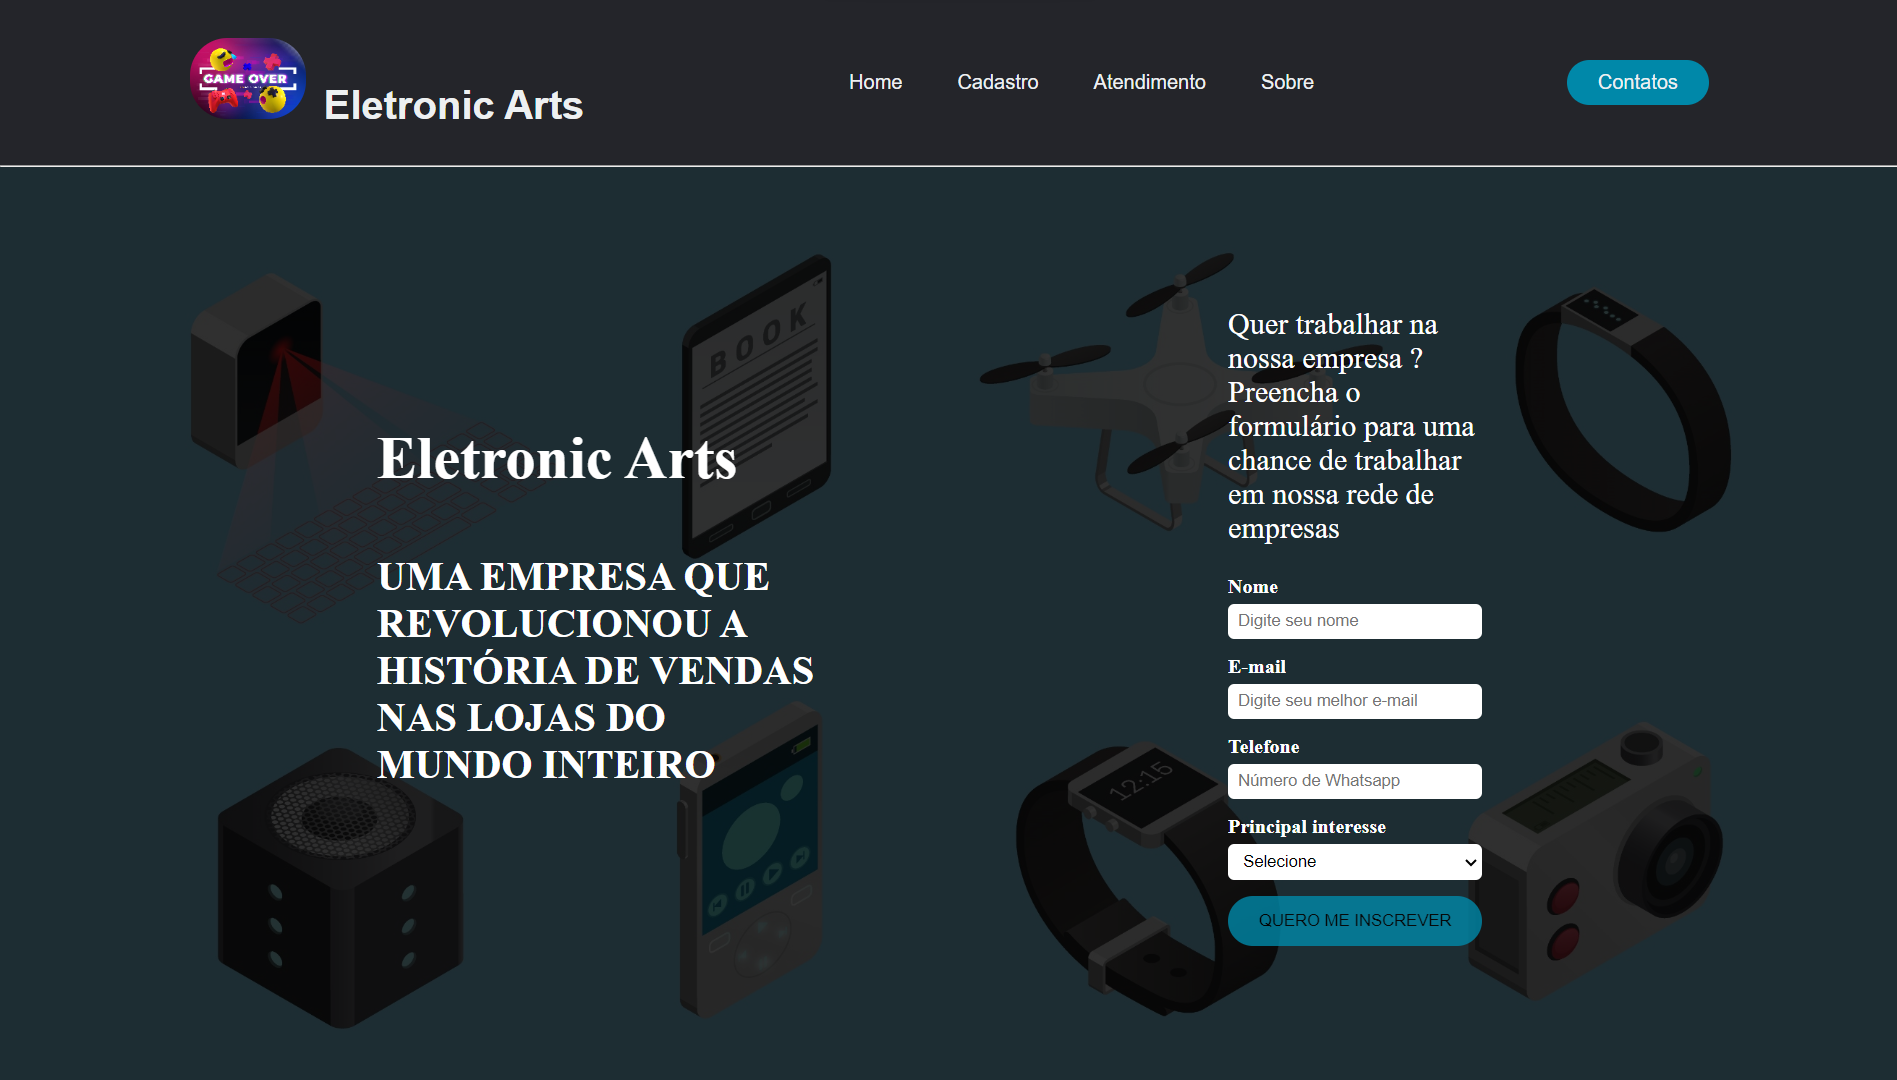 GAME OVER
Eletronic Arts
Home
Cadastro
Atendimento
Sobre
Contatos
BOOK
Eletronic Arts
UMA EMPRESA QUE
REVOLUCIONOU A
HISTÓRIA DE VENDAS
NAS LOJAS DO
MUNDO INTEIRO
Quer trabalhar na
nossa empresa ?
Preencha o
formulário para uma
chance de trabalhar
em nossa rede de
empresas
Nome
Digite seu nome
E-mail
Digite seu melhor e-mail
Telefone
Número de Whatsapp
Principal interesse
Selecione
QUERO ME INSCREVER
12:15